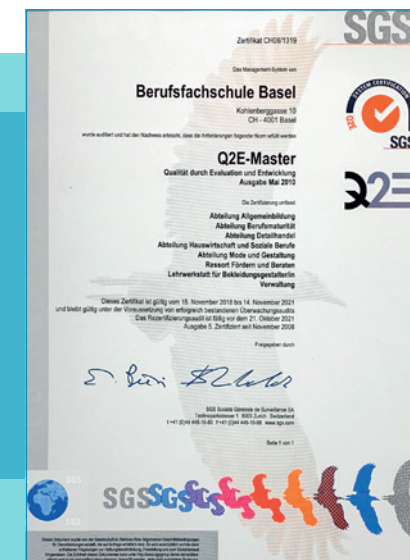 Zertifikat CH08/1319
SGS
Das Management-System von
Berufsfachschule Basel
Kohlenberggasse 10
CH - 4001 Basel
wurde auditiert und hat den Nachweis erbracht, dass die Anforderungen folgender Norm erfüllt werden
Q2E-Master
Qualität durch Evaluation und Entwicklung
Ausgabe Mai 2010
Die Zertifizierung umfasst
Abteilung Allgemeinbildung
Abteilung Berufsmaturität
Abteilung Detailhandel
Abteilung Hauswirtschaft und Soziale Berufe
Abteilung Mode und Gestaltung
Ressort Fördern und Beraten
Lehrwerkstatt für Bekleidungsgestalter/in
Verwaltung
Dieses Zertifikat ist gültig vom 15. November 2018 bis 14. November 2021
und bleibt gültig unter der Voraussetzung von erfolgreich bestandenen Überwachungsaudits
Das Rezertifizierungsaudit ist fällig vor dem 21. Oktober 2021
Ausgabe 5. Zertifiziert seit November 2008
Freigegeben durch
SGS Société Générale de Surveillance SA
Technoparkstrasse 1 8005 Zürich Switzerland
Seite 1 von 1
SYSTEM CERTIFICATION
SGS
Q2E
SGS
SGS
SGS